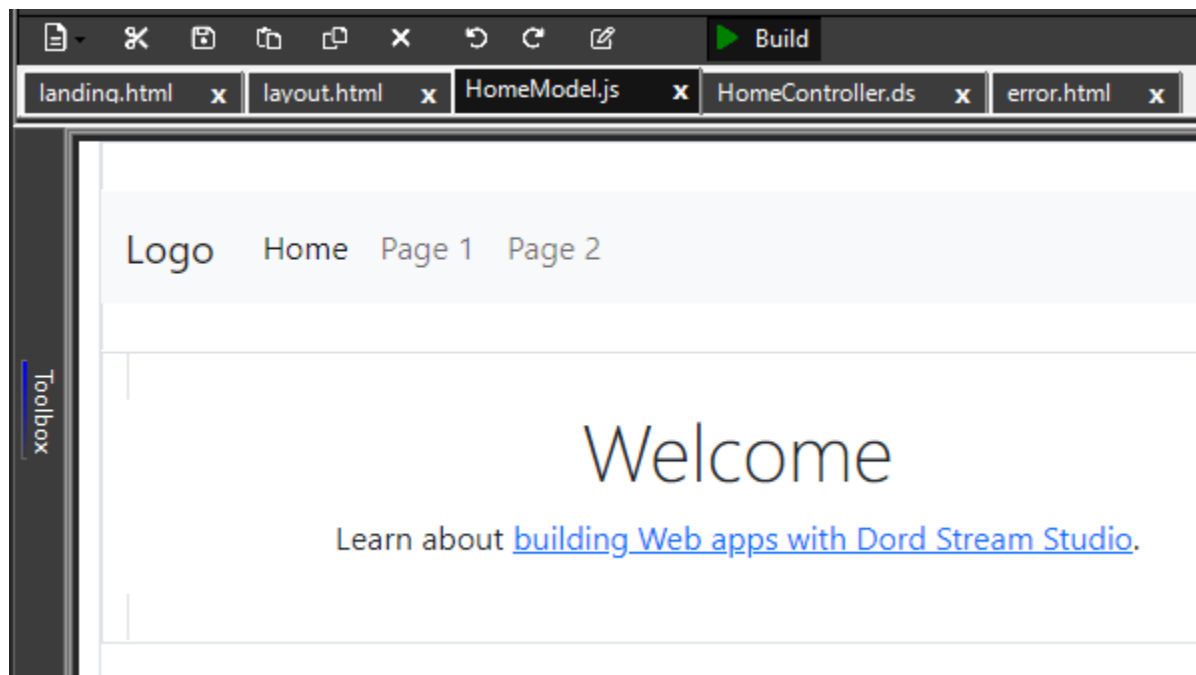 Build
landing.html x layout.html x HomeModel.js x HomeController.ds x error.html x
Toolbox
Logo Home Page 1 Page 2
Welcome
Learn about building Web apps with Dord Stream Studio.